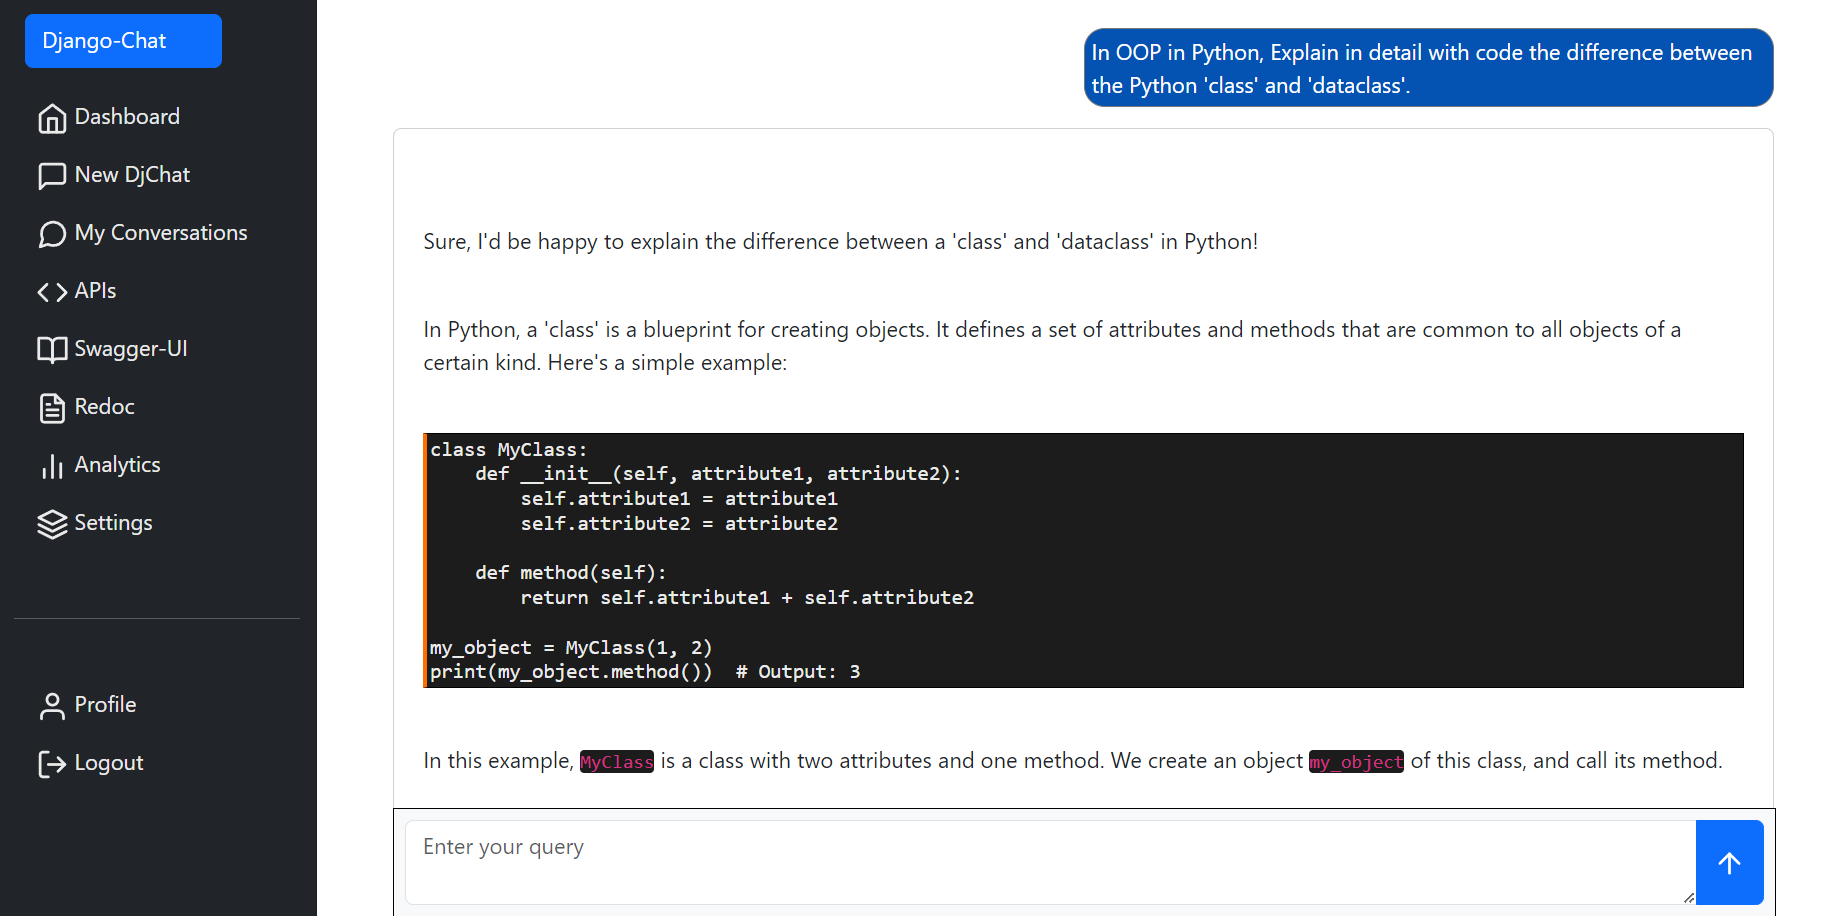 Django-Chat
Dashboard
New DjChat
My Conversations
APIs
Swagger-UI
Redoc
Analytics
Settings
Profile
Logout
In OOP in Python, Explain in detail with code the difference between
the Python 'class' and 'dataclass'.
Sure, I'd be happy to explain the difference between a 'class' and 'dataclass' in Python!
In Python, a 'class' is a blueprint for creating objects. It defines a set of attributes and methods that are common to all objects of a
certain kind. Here's a simple example:
class MyClass:
    def __init__(self, attribute1, attribute2):
        self.attribute1 = attribute1
        self.attribute2 = attribute2
    def method(self):
        return self.attribute1 + self.attribute2
my_object = MyClass(1, 2)
print(my_object.method())  # Output: 3
In this example, MyClass is a class with two attributes and one method. We create an object my_object of this class, and call its method.
Enter your query